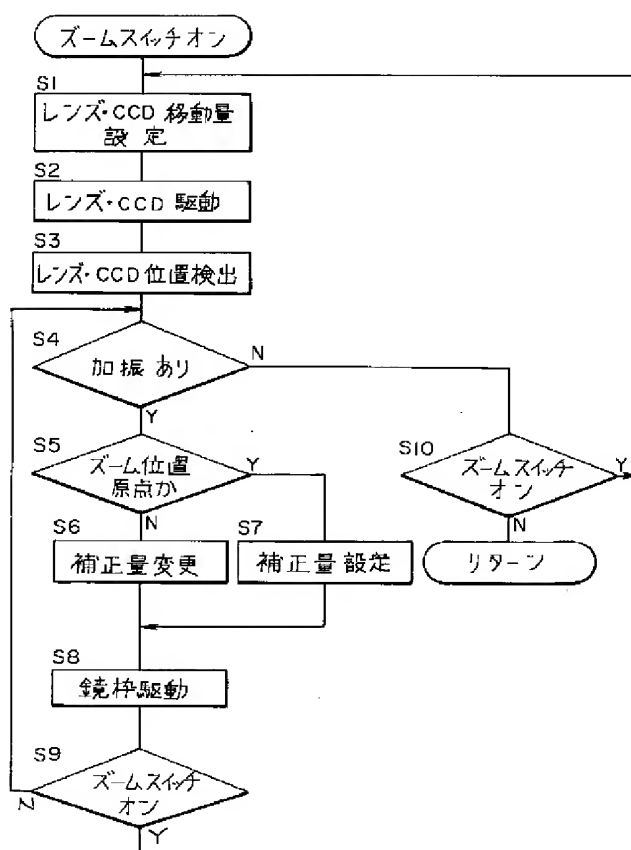 ズームスイッチオン
S1
レンズ・CCD 移動量
設定
S2
レンズ・CCD 駆動
S3
レンズ・CCD 位置検出
S4
加振あり
N
Y
S5
ズーム位置
原点か
Y
N
S10
ズームスイッチ
オン
Y
N
S6
補正量変更
S7
補正量設定
リターン
S8
鏡枠駆動
S9
ズームスイッチ
オン
N
Y